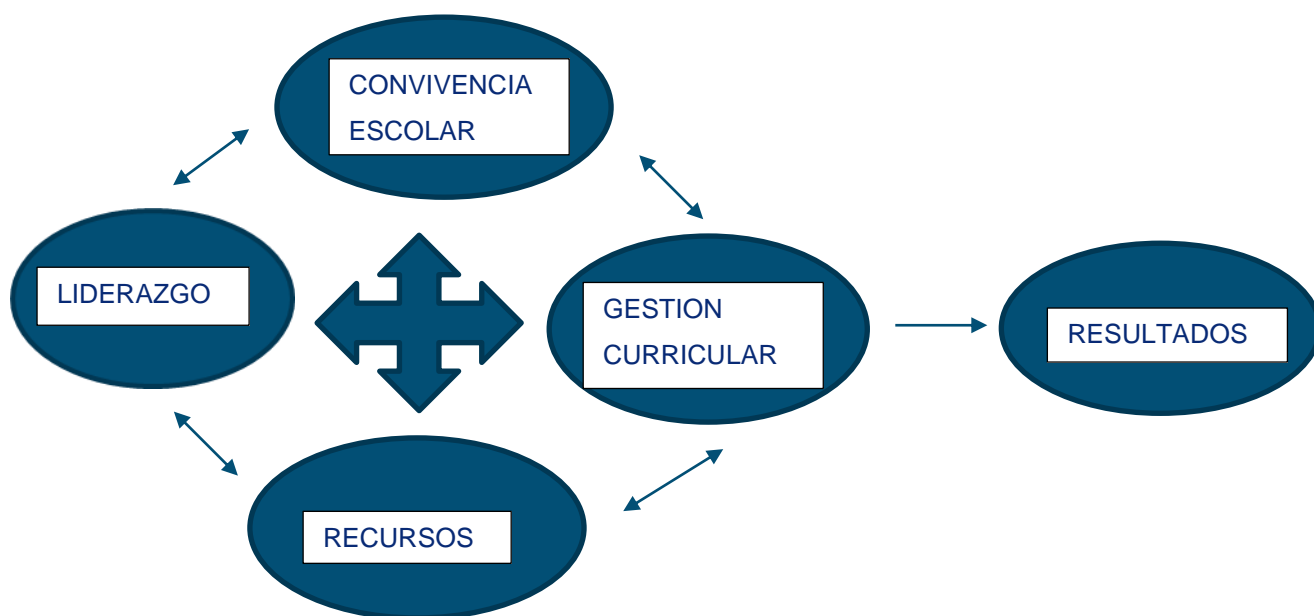 CONVIVENCIA
ESCOLAR
LIDERAZGO
GESTION
CURRICULAR
RESULTADOS
RECURSOS